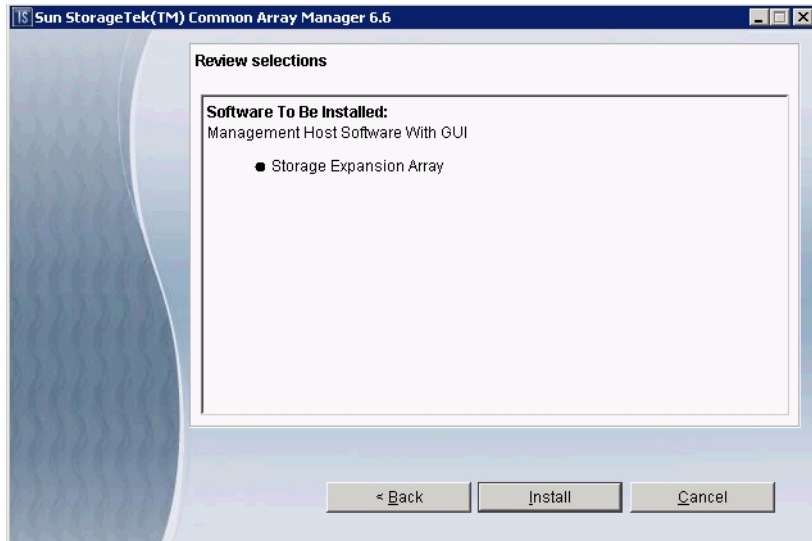 IS Sun StorageTek(TM) Common Array Manager 6.6
Review selections
Software To Be Installed:
Management Host Software With GUI
● Storage Expansion Array
< Back
Install
Cancel